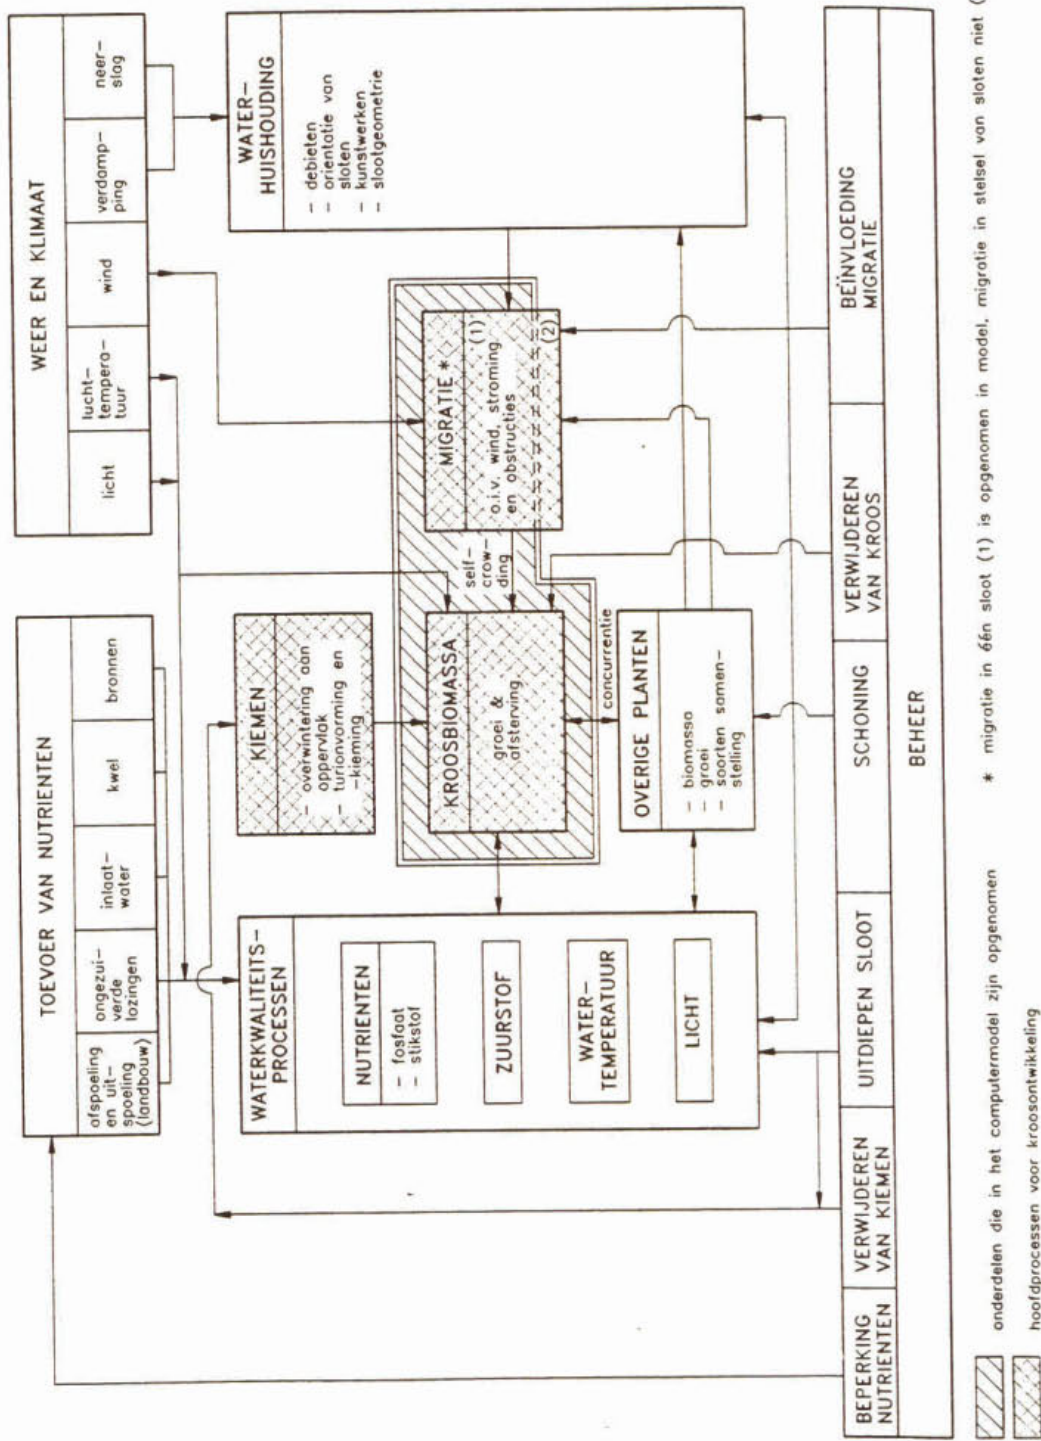 TOEVOER VAN NUTRIENTEN
afspoeling
en uit-
spoeling
(landbouw)
ongezui-
verde
lozingen
inlaat-
water
kwel
bronnen
WEER EN KLIMAAT
licht
lucht-
tempera-
tuur
wind
verdamp-
ping
neer-
slag
WATERKWALITEITS-
PROCESSEN
NUTRIENTEN
- fosfaat
- stikstof
ZUURSTOF
WATER-
TEMPERATUUR
LICHT
KIEMEN
- overwintering aan
oppervlak
- turionvorming en
-kieming
KROOSBIOMASSA
groei &
afsterving
self-
crow-
ding
MIGRATIE *
(1)
o.i.v. wind, stroming
en obstructies
(2)
WATER-
HUISHOUDING
- debieten
- orientatie van
sloten
- kunstwerken
- slootgeometrie
concurrentie
OVERIGE PLANTEN
- biomassa
- groei
- soorten samen-
stelling
BEPERKING
NUTRIENTEN
VERWIJDEREN
VAN KIEMEN
UITDIEPEN SLOOT
SCHONING
VERWIJDEREN
VAN KROOS
BEÏNVLOEDING
MIGRATIE
BEHEER
onderdelen die in het computermodel zijn opgenomen
hoofdprocessen voor kroosontwikkeling
* migratie in één sloot (1) is opgenomen in model, migratie in stelsel van sloten niet (